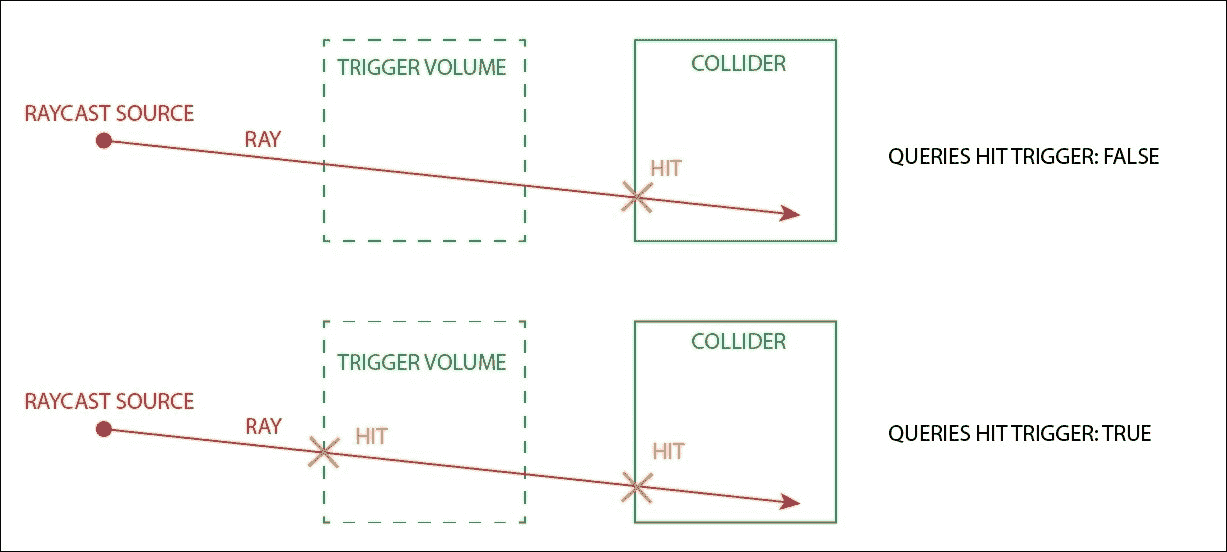 TRIGGER VOLUME
COLLIDER
RAYCAST SOURCE
RAY
HIT
QUERIES HIT TRIGGER: FALSE
TRIGGER VOLUME
COLLIDER
RAYCAST SOURCE
RAY
HIT
HIT
QUERIES HIT TRIGGER: TRUE